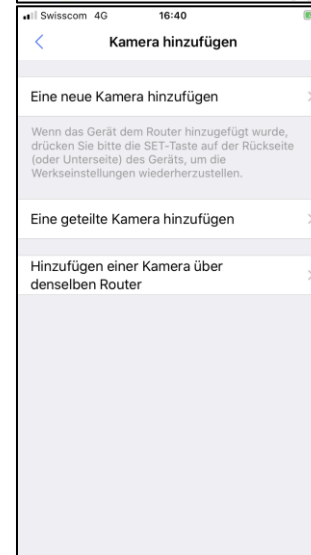 Swisscom 4G 16:40
Kamera hinzufügen
Eine neue Kamera hinzufügen
Wenn das Gerät dem Router hinzugefügt wurde,
drücken Sie bitte die SET-Taste auf der Rückseite
(oder Unterseite) des Geräts, um die
Werkseinstellungen wiederherzustellen.
Eine geteilte Kamera hinzufügen
Hinzufügen einer Kamera über
denselben Router